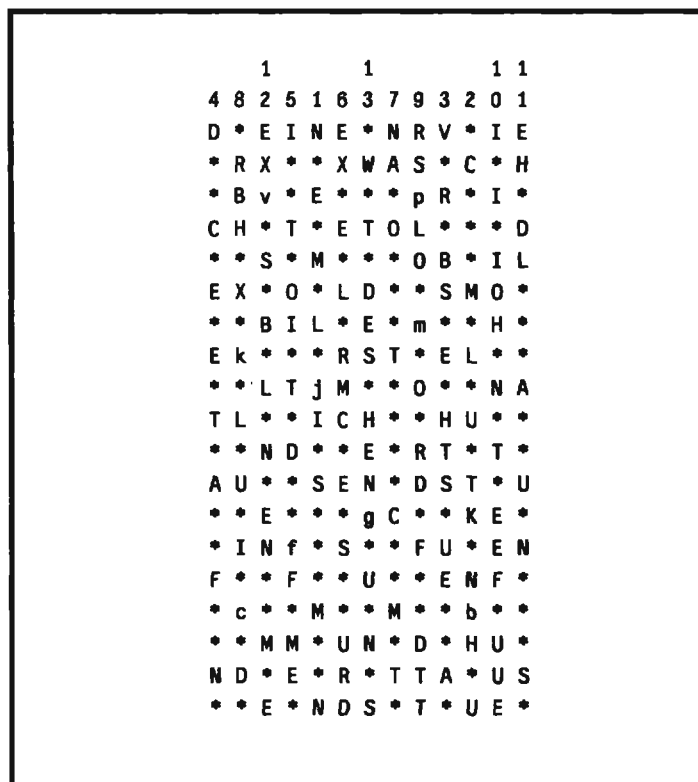 1 1 1 1
4 8 2 5 1 6 3 7 9 3 2 0 1
D * E I N E * N R V * I E
* R X * * X W A S * C * H
* B v * E * * * p R * I *
C H * T * E T O L * * * D
* * S * M * * * O B * I L
E X * O * L D * * S M O *
* * B I L * E * m * * H *
E k * * * R S T * E L * *
* * L T j M * * O * * N A
T L * * I C H * * H U * *
* * N D * * E * R T * T *
A U * * S E N * D S T * U
* * E * * * g C * * K E *
* I N f * S * * F U * E N
F * * F * * U * * E N F *
* c * * M * * M * * b * *
* * M M * U N * D * H U *
N D * E * R * T T A * U S
* * E * N D S * T * U E *